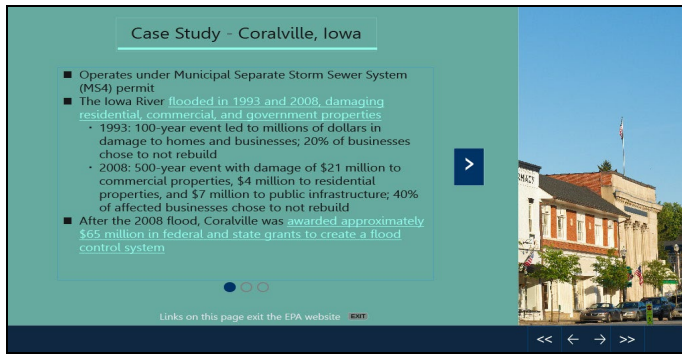 Case Study - Coralville, Iowa
■ Operates under Municipal Separate Storm Sewer System
(MS4) permit
■ The Iowa River flooded in 1993 and 2008, damaging
residential, commercial, and government properties
• 1993: 100-year event led to millions of dollars in
damage to homes and businesses; 20% of businesses
chose to not rebuild
• 2008: 500-year event with damage of $21 million to
commercial properties, $4 million to residential
properties, and $7 million to public infrastructure; 40%
of affected businesses chose to not rebuild
■ After the 2008 flood, Coralville was awarded approximately
$65 million in federal and state grants to create a flood
control system
>
Links on this page exit the EPA website EXIT
<< ← → >>